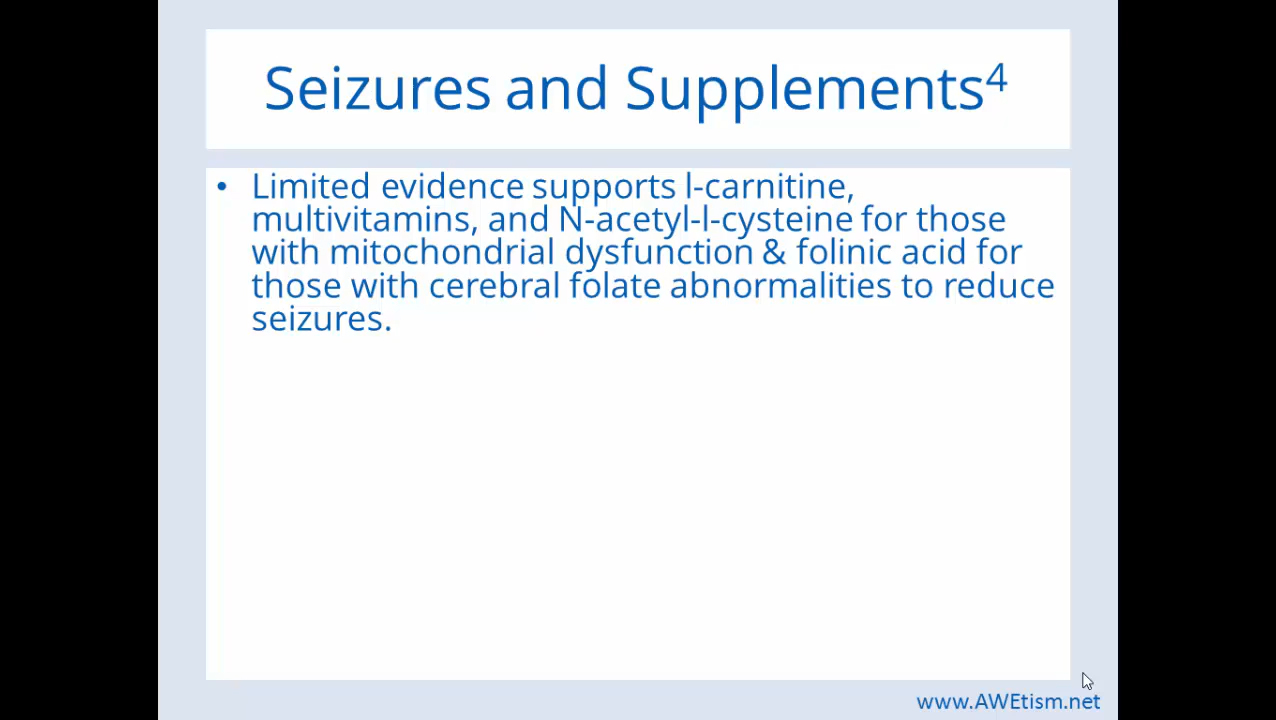 Seizures and Supplements⁴
• Limited evidence supports l-carnitine,
multivitamins, and N-acetyl-l-cysteine for those
with mitochondrial dysfunction & folinic acid for
those with cerebral folate abnormalities to reduce
seizures.
www.AWEtism.net